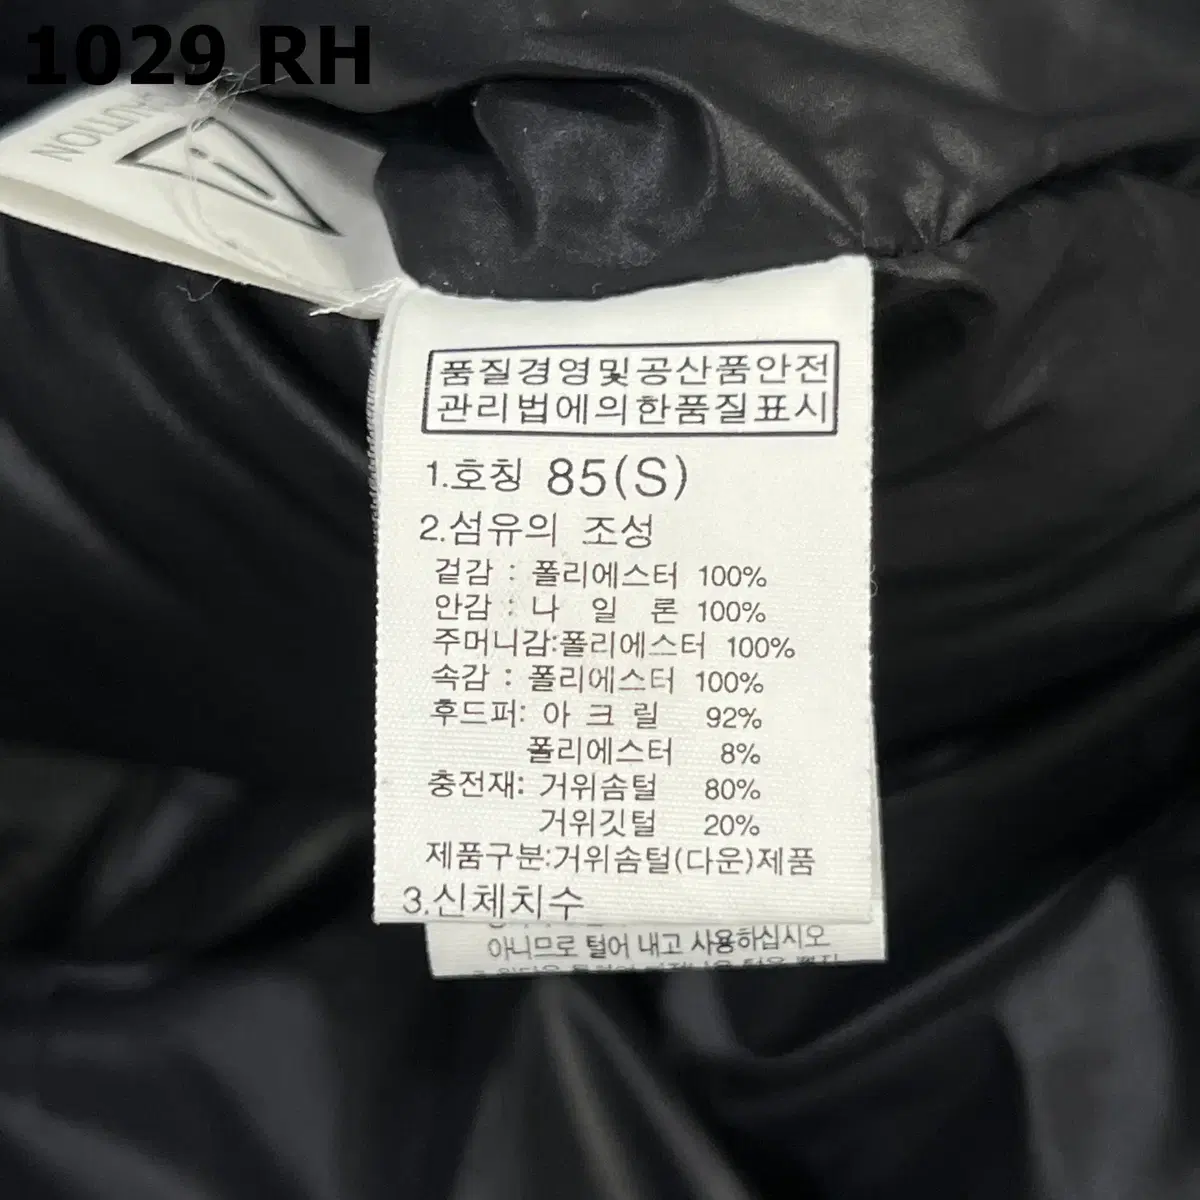 1029 RH
CAUTION
품질경영및공산품안전
관리법에의한품질표시
1.호칭 85(S)
2.섬유의 조성
겉감 : 폴리에스터 100%
안감 : 나 일 론 100%
주머니감:폴리에스터 100%
속감 : 폴리에스터 100%
후드퍼: 아 크 릴 92%
폴리에스터 8%
충전재: 거위솜털 80%
거위깃털 20%
제품구분:거위솜털(다운)제품
3.신체치수
아니므로 털어 내고 사용하십시오